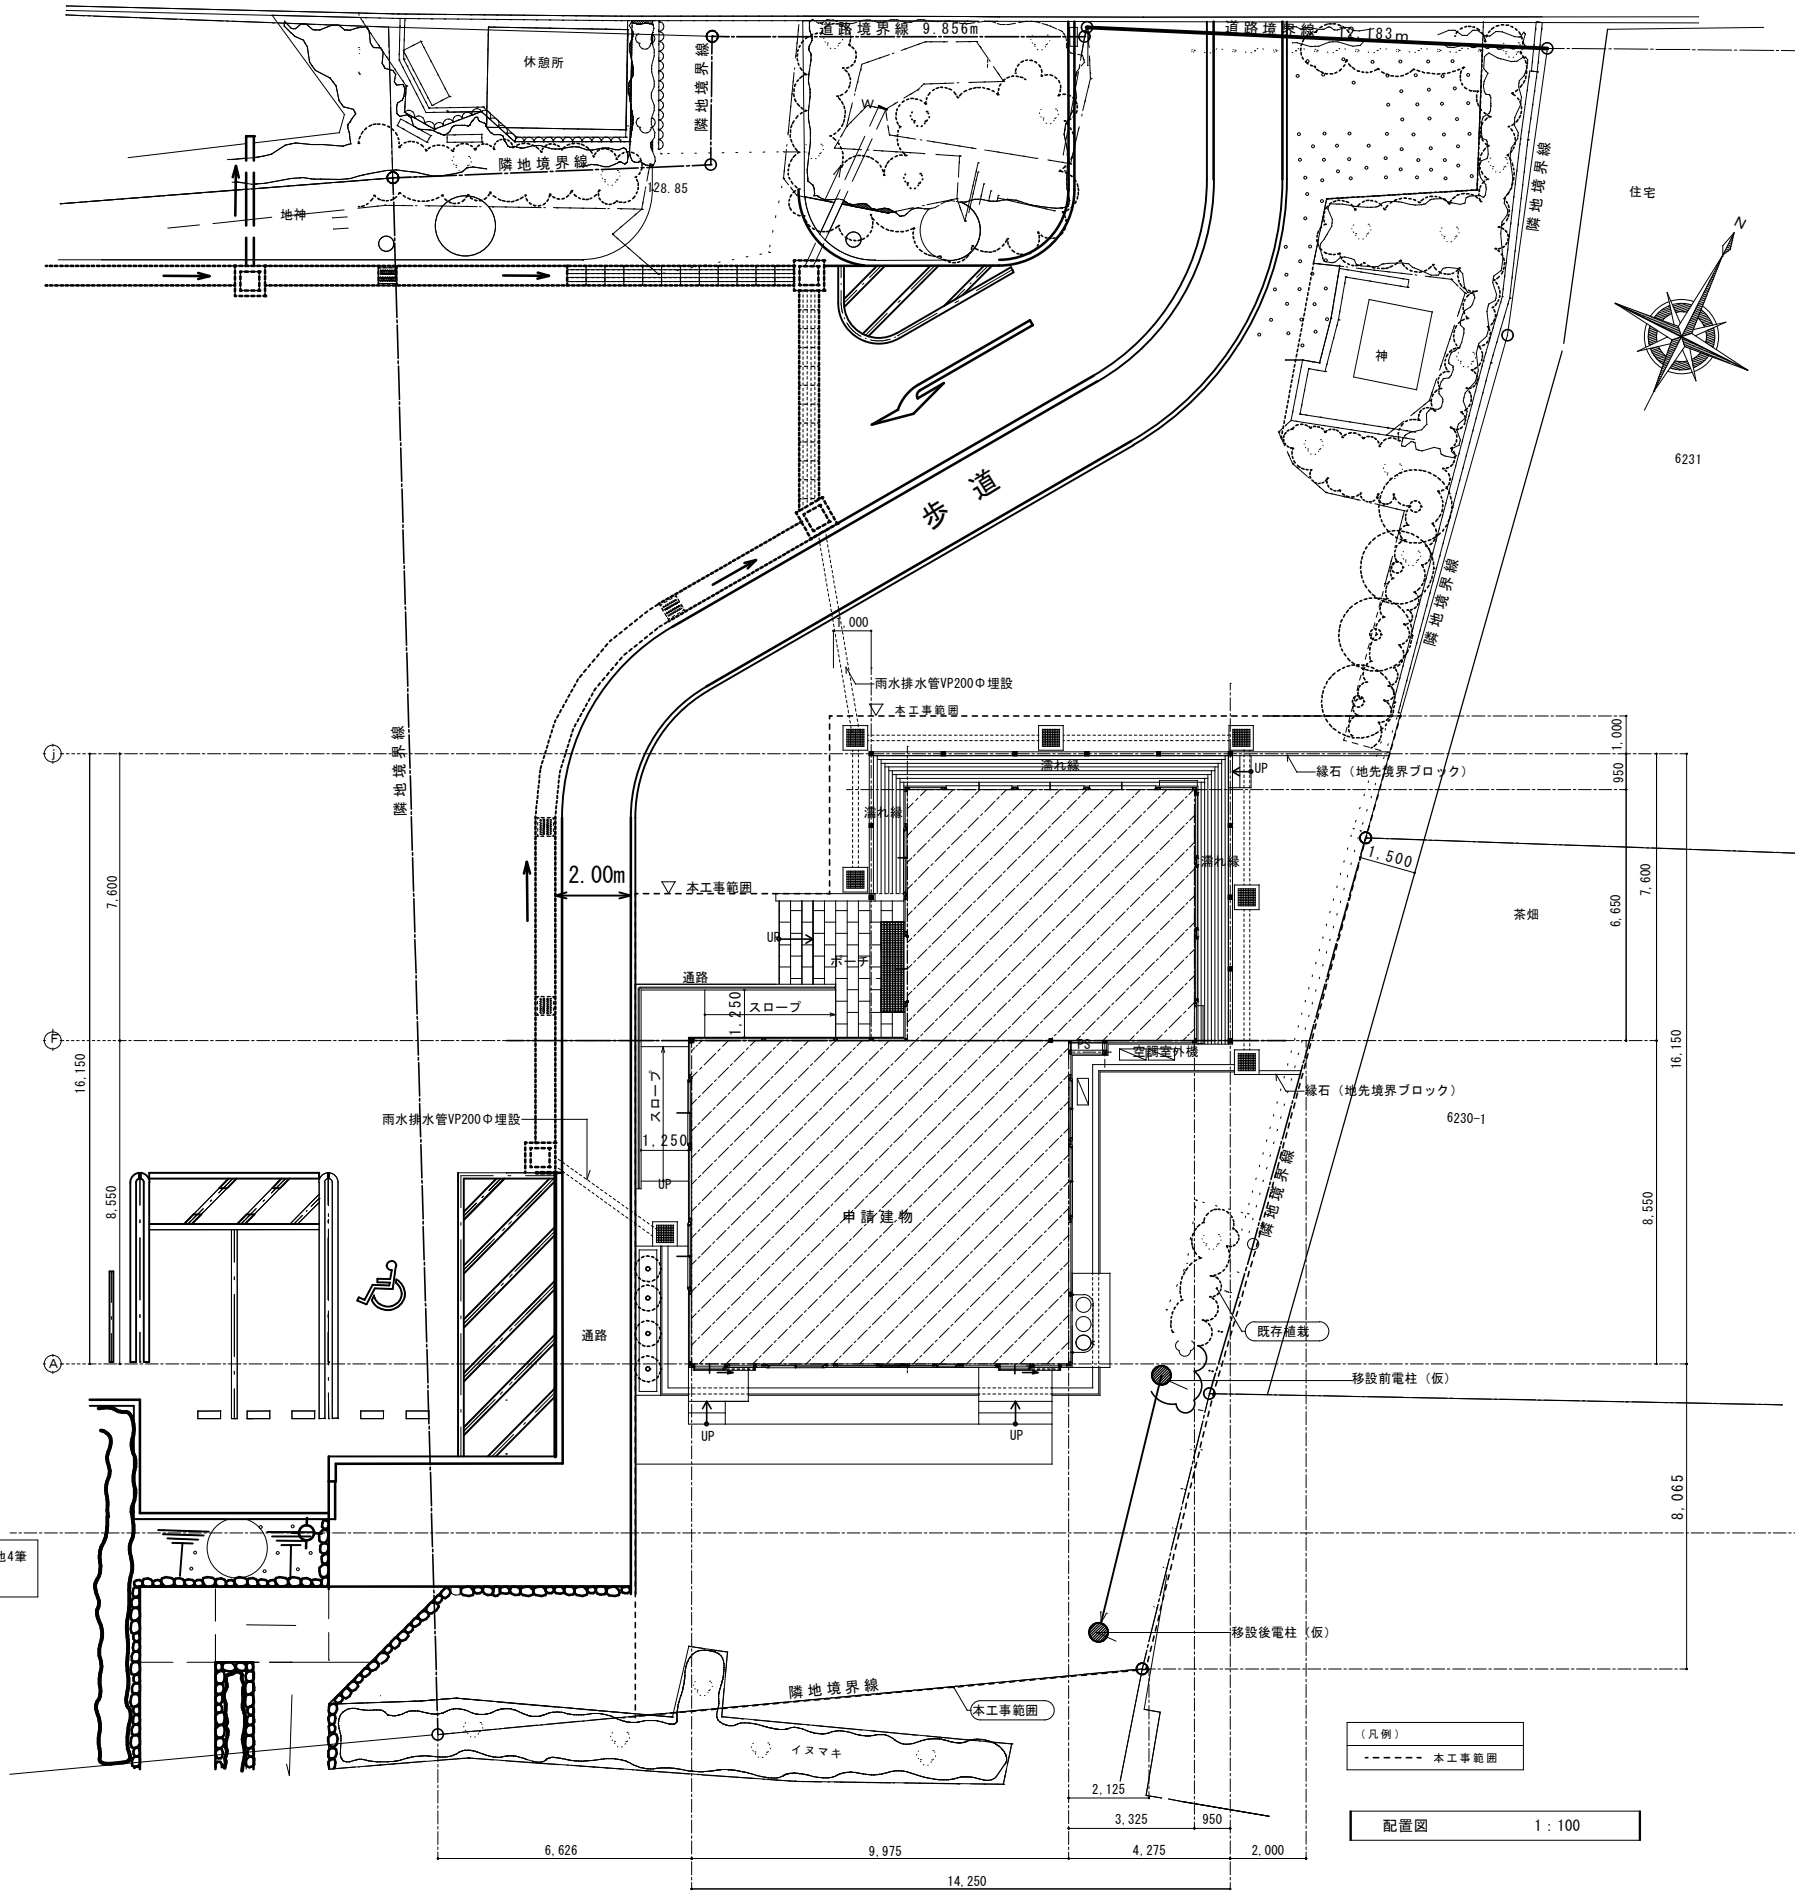 道路境界線 9.856m
道路境界線 12.183m
休憩所
隣地境界線
W
隣地境界線
128.85
地神
隣地境界線
住宅
N
神
6231
歩道
隣地境界線
1,000
雨水排水管VP200Φ埋設
本工事範囲
隣地境界線
j
濡れ縁
UP
縁石（地先境界ブロック）
1,000
950
濡れ縁
濡れ縁
1,500
7,600
2.00m
本工事範囲
7,600
6,650
茶畑
UP
ポーチ
通路
スロープ
1,250
F
PS
空調室外機
16,150
16,150
スロープ
縁石（地先境界ブロック）
雨水排水管VP200Φ埋設
6230-1
1,250
UP
隣地境界線
8,550
8,550
申請建物
通路
既存植栽
A
移設前電柱（仮）
UP
UP
8,065
地4筆
移設後電柱（仮）
隣地境界線
本工事範囲
イヌマキ
（凡例）
本工事範囲
2,125
3,325
950
配置図 1：100
6,626
9,975
4,275
2,000
14,250